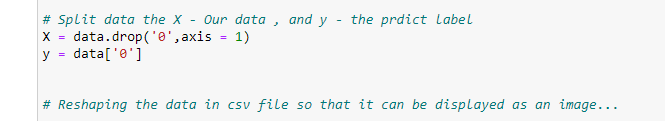 # Split data the X - Our data , and y - the prdict label
X = data.drop('0',axis = 1)
y = data['0']
# Reshaping the data in csv file so that it can be displayed as an image...